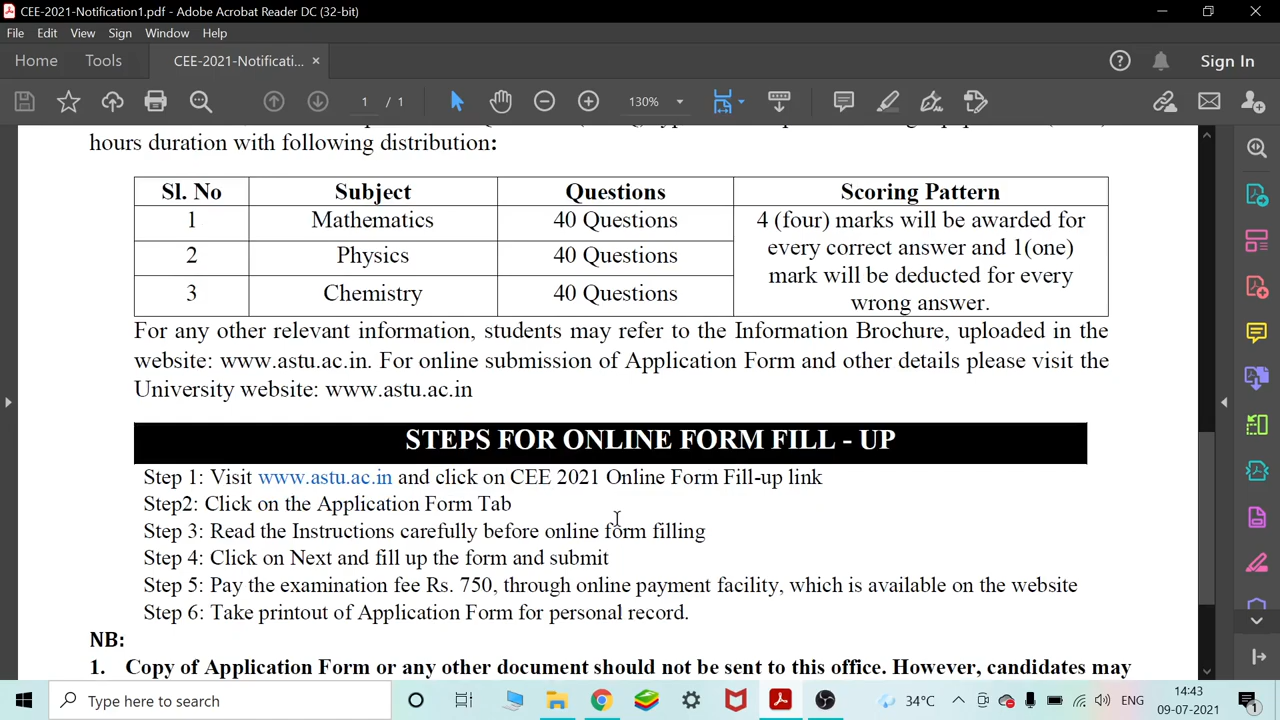 CEE-2021-Notification1.pdf - Adobe Acrobat Reader DC (32-bit)
File Edit View Sign Window Help
Home Tools CEE-2021-Notificati... × Sign In
1 / 1 130%
hours duration with following distribution:
Sl. No Subject Questions Scoring Pattern
1 Mathematics 40 Questions 4 (four) marks will be awarded for
2 Physics 40 Questions every correct answer and 1(one)
mark will be deducted for every
3 Chemistry 40 Questions wrong answer.
For any other relevant information, students may refer to the Information Brochure, uploaded in the
website: www.astu.ac.in. For online submission of Application Form and other details please visit the
University website: www.astu.ac.in
STEPS FOR ONLINE FORM FILL - UP
Step 1: Visit www.astu.ac.in and click on CEE 2021 Online Form Fill-up link
Step2: Click on the Application Form Tab
Step 3: Read the Instructions carefully before online form filling
Step 4: Click on Next and fill up the form and submit
Step 5: Pay the examination fee Rs. 750, through online payment facility, which is available on the website
Step 6: Take printout of Application Form for personal record.
NB:
1. Copy of Application Form or any other document should not be sent to this office. However, candidates may
Type here to search 34°C ENG 14:43
09-07-2021 1